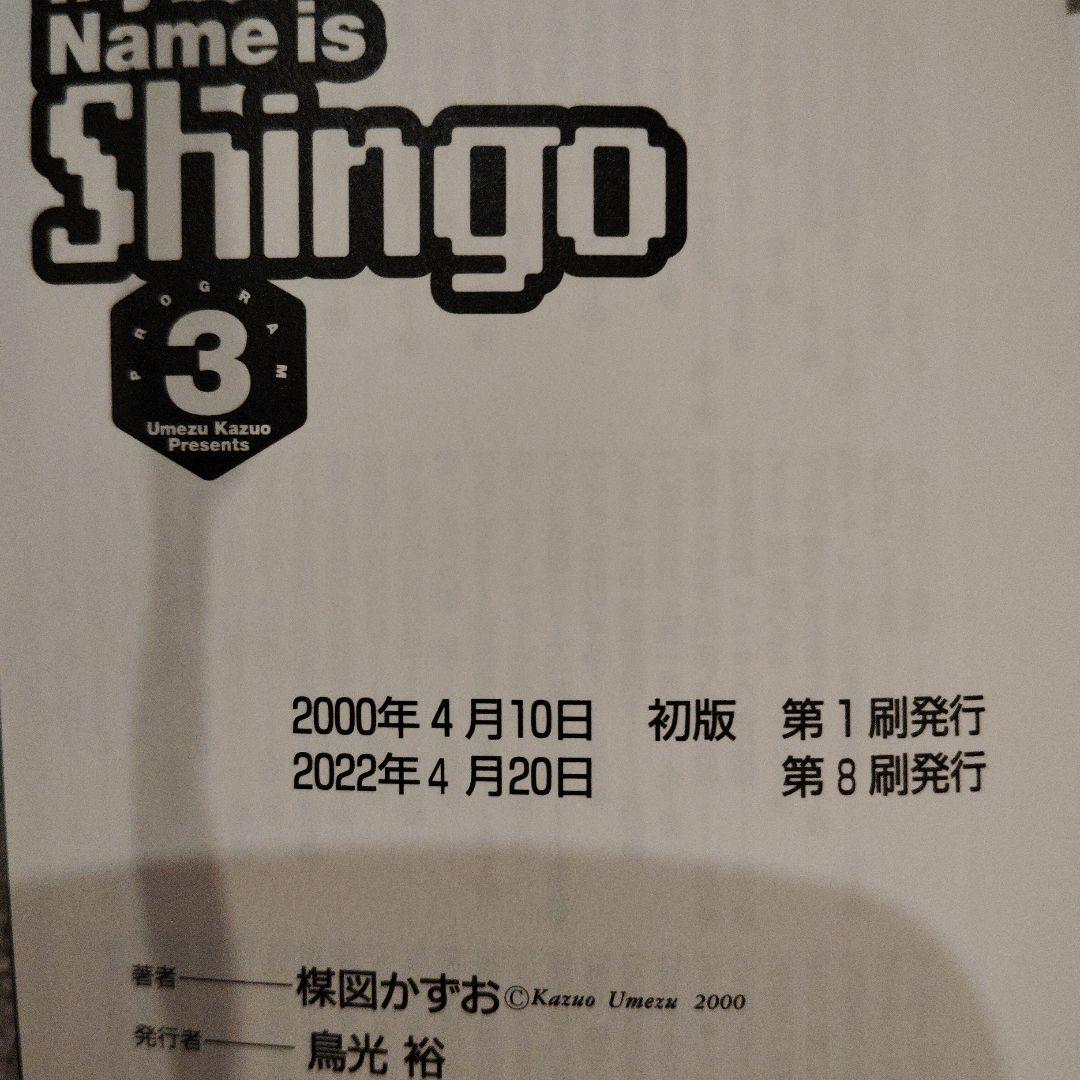 Name is
Shingo
PROGRAM
3
Umezu Kazuo
Presents
2000年4月10日 初版 第1刷発行
2022年4月20日 第8刷発行
著者 楳図かずお ©Kazuo Umezu 2000
発行者 鳥光 裕